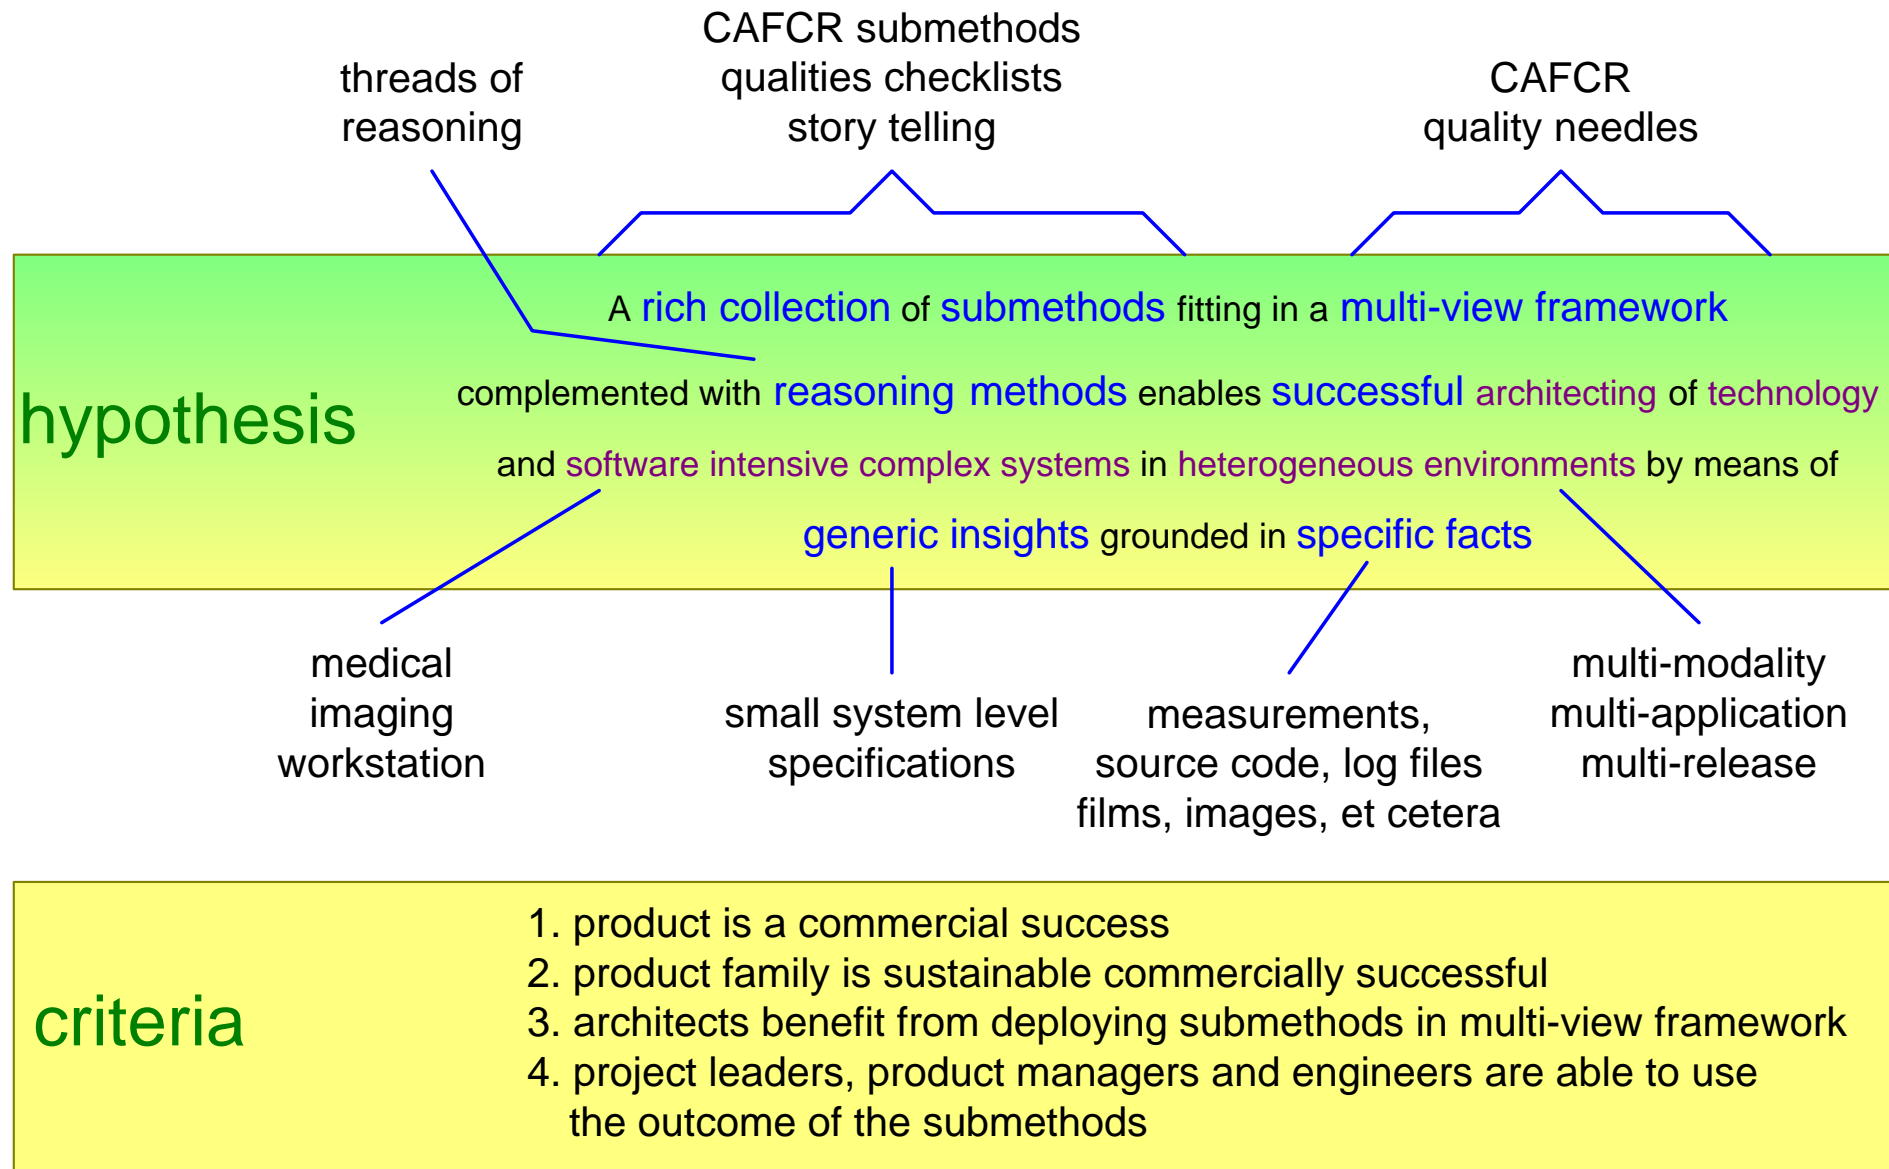 threads of
reasoning
CAFCR submethods
qualities checklists
story telling
CAFCR
quality needles
hypothesis
A rich collection of submethods fitting in a multi-view framework
complemented with reasoning methods enables successful architecting of technology
and software intensive complex systems in heterogeneous environments by means of
generic insights grounded in specific facts
medical
imaging
workstation
small system level
specifications
measurements,
source code, log files
films, images, et cetera
multi-modality
multi-application
multi-release
criteria
1. product is a commercial success
2. product family is sustainable commercially successful
3. architects benefit from deploying submethods in multi-view framework
4. project leaders, product managers and engineers are able to use
the outcome of the submethods